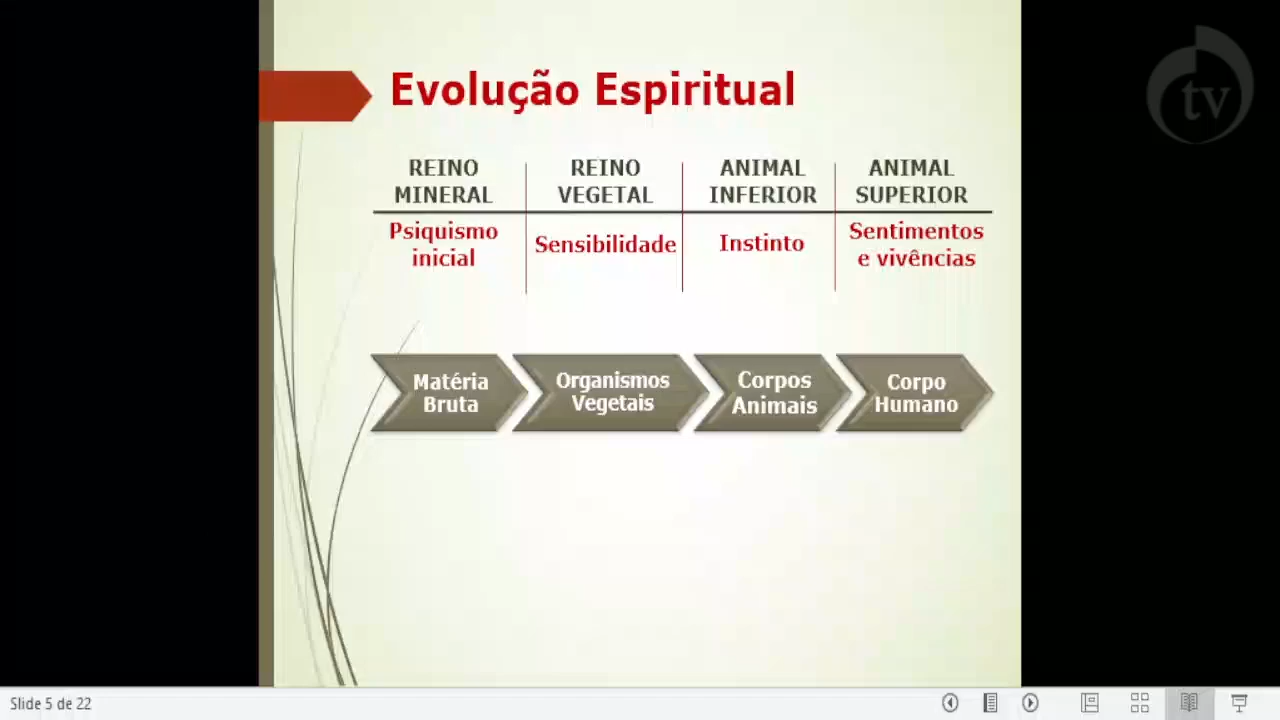 tv
Evolução Espiritual
REINO
MINERAL
REINO
VEGETAL
ANIMAL
INFERIOR
ANIMAL
SUPERIOR
Psiquismo
inicial
Sensibilidade
Instinto
Sentimentos
e vivências
Matéria
Bruta
Organismos
Vegetais
Corpos
Animais
Corpo
Humano
Slide 5 de 22